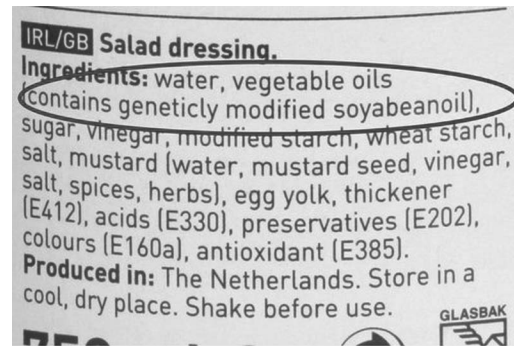 IRL/GB Salad dressing.
Ingredients: water, vegetable oils
(contains geneticly modified soyabeanoil),
sugar, vinegar, modified starch, wheat starch,
salt, mustard (water, mustard seed, vinegar,
salt, spices, herbs), egg yolk, thickener
(E412), acids (E330), preservatives (E202),
colours (E160a), antioxidant (E385).
Produced in: The Netherlands. Store in a
cool, dry place. Shake before use.
GLASBAK